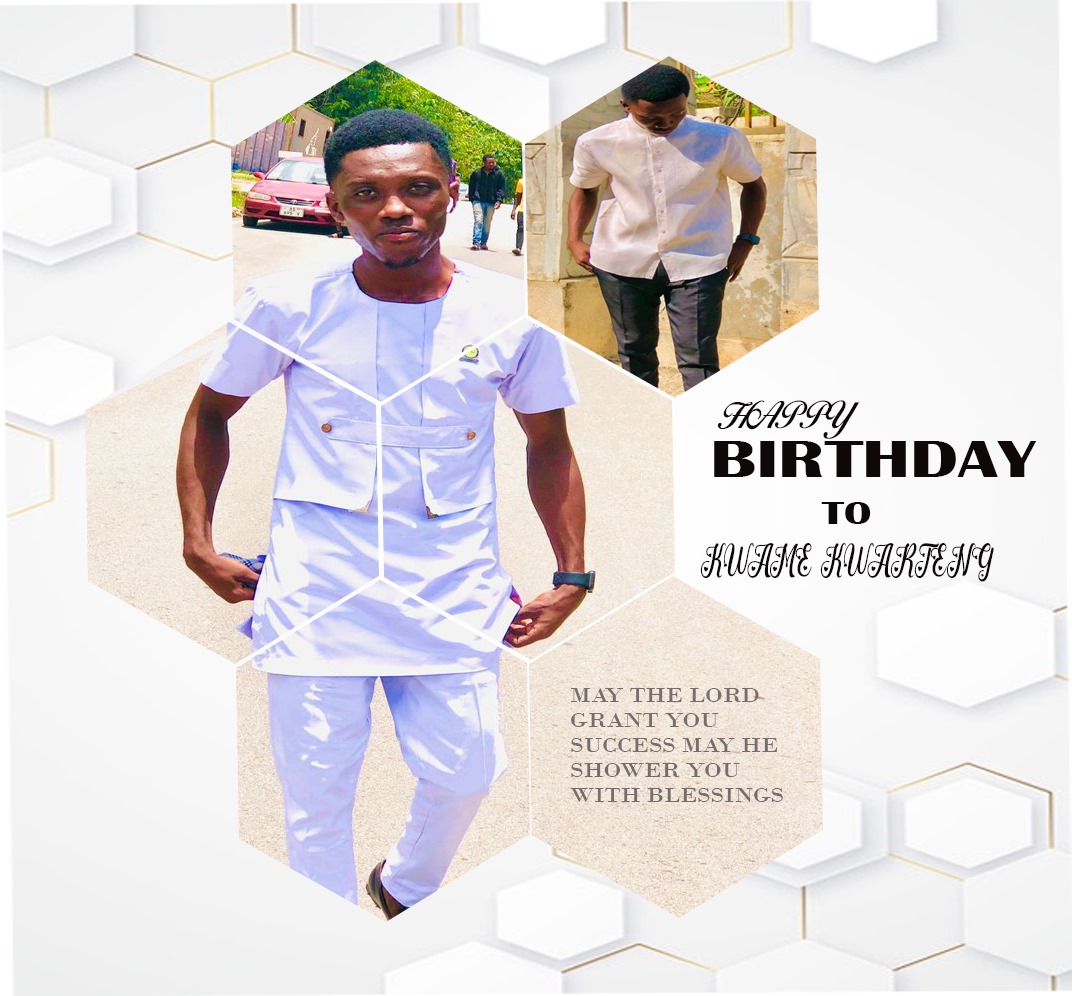 HAPPY
BIRTHDAY
TO
KWAME KWARTENG
MAY THE LORD
GRANT YOU
SUCCESS MAY HE
SHOWER YOU
WITH BLESSINGS